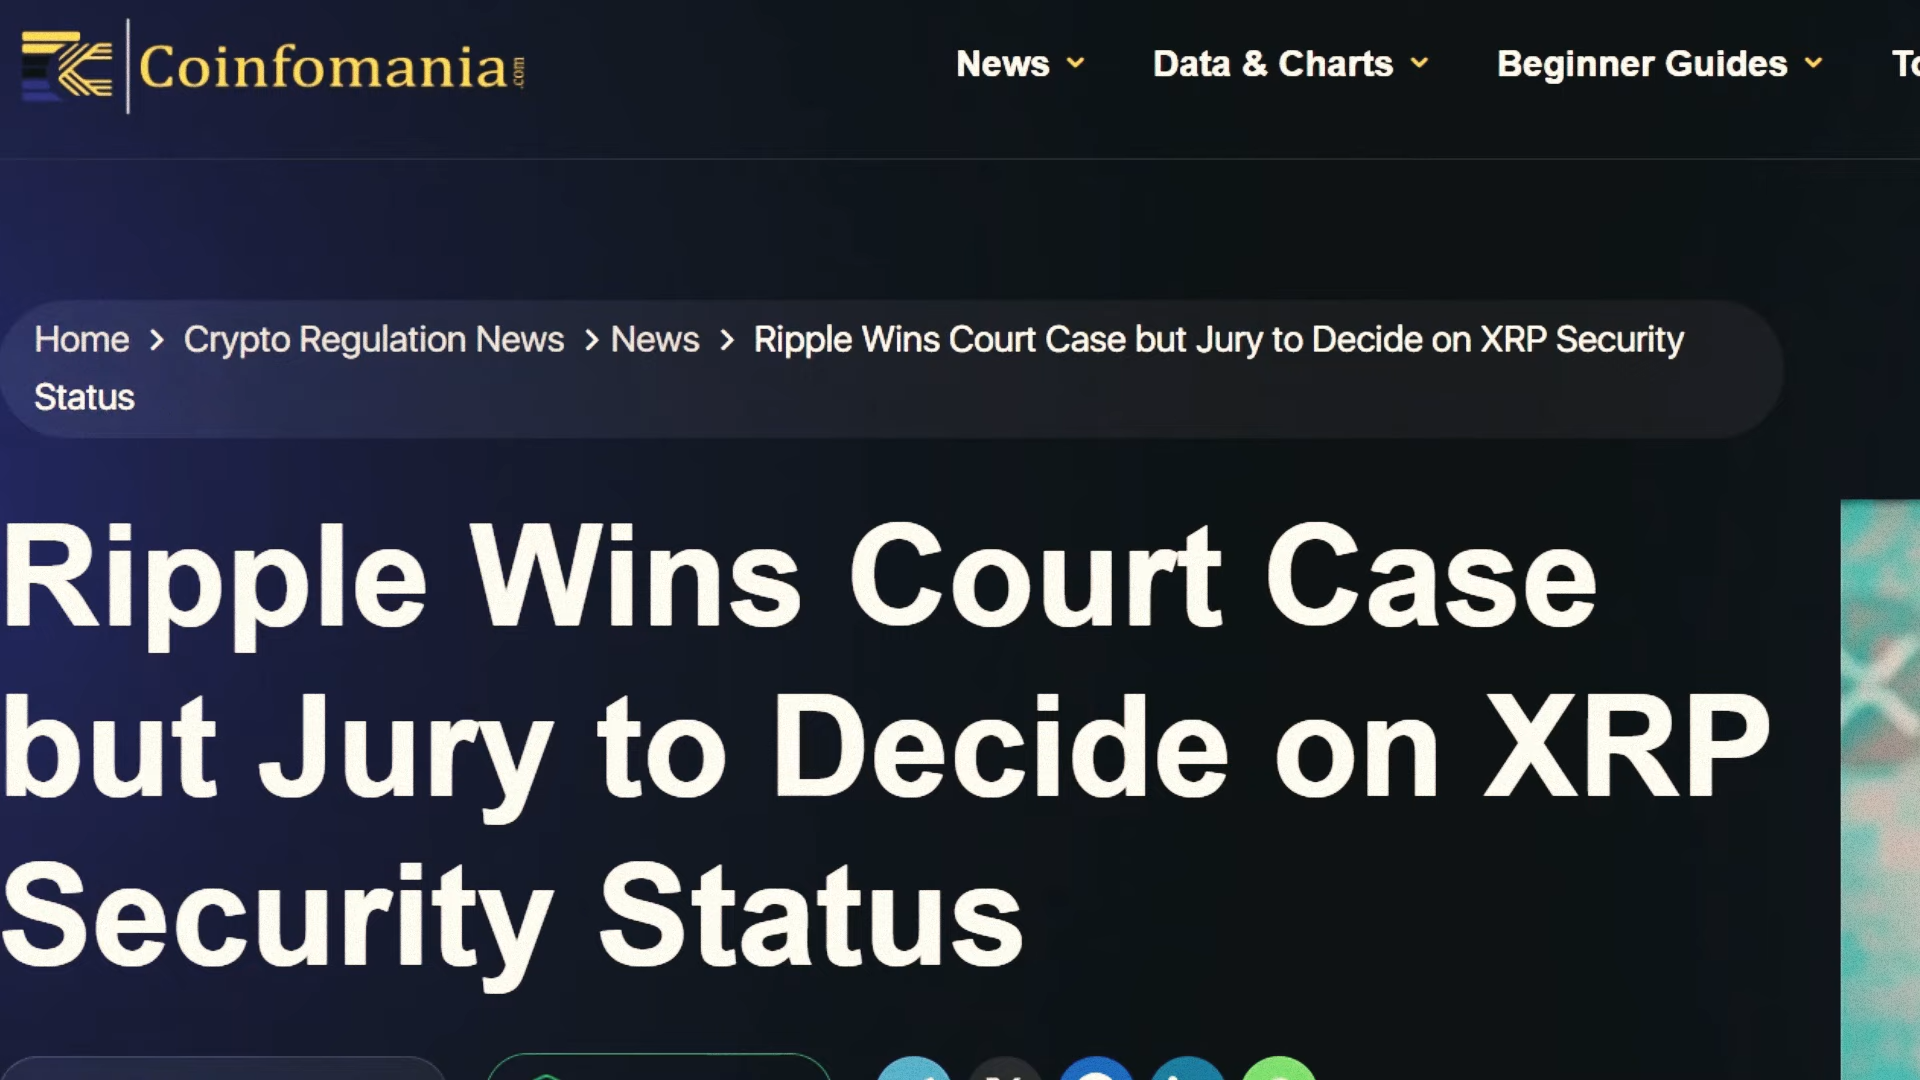 Coinfomania.com
News
Data & Charts
Beginner Guides
Home > Crypto Regulation News > News > Ripple Wins Court Case but Jury to Decide on XRP Security
Status
Ripple Wins Court Case
but Jury to Decide on XRP
Security Status